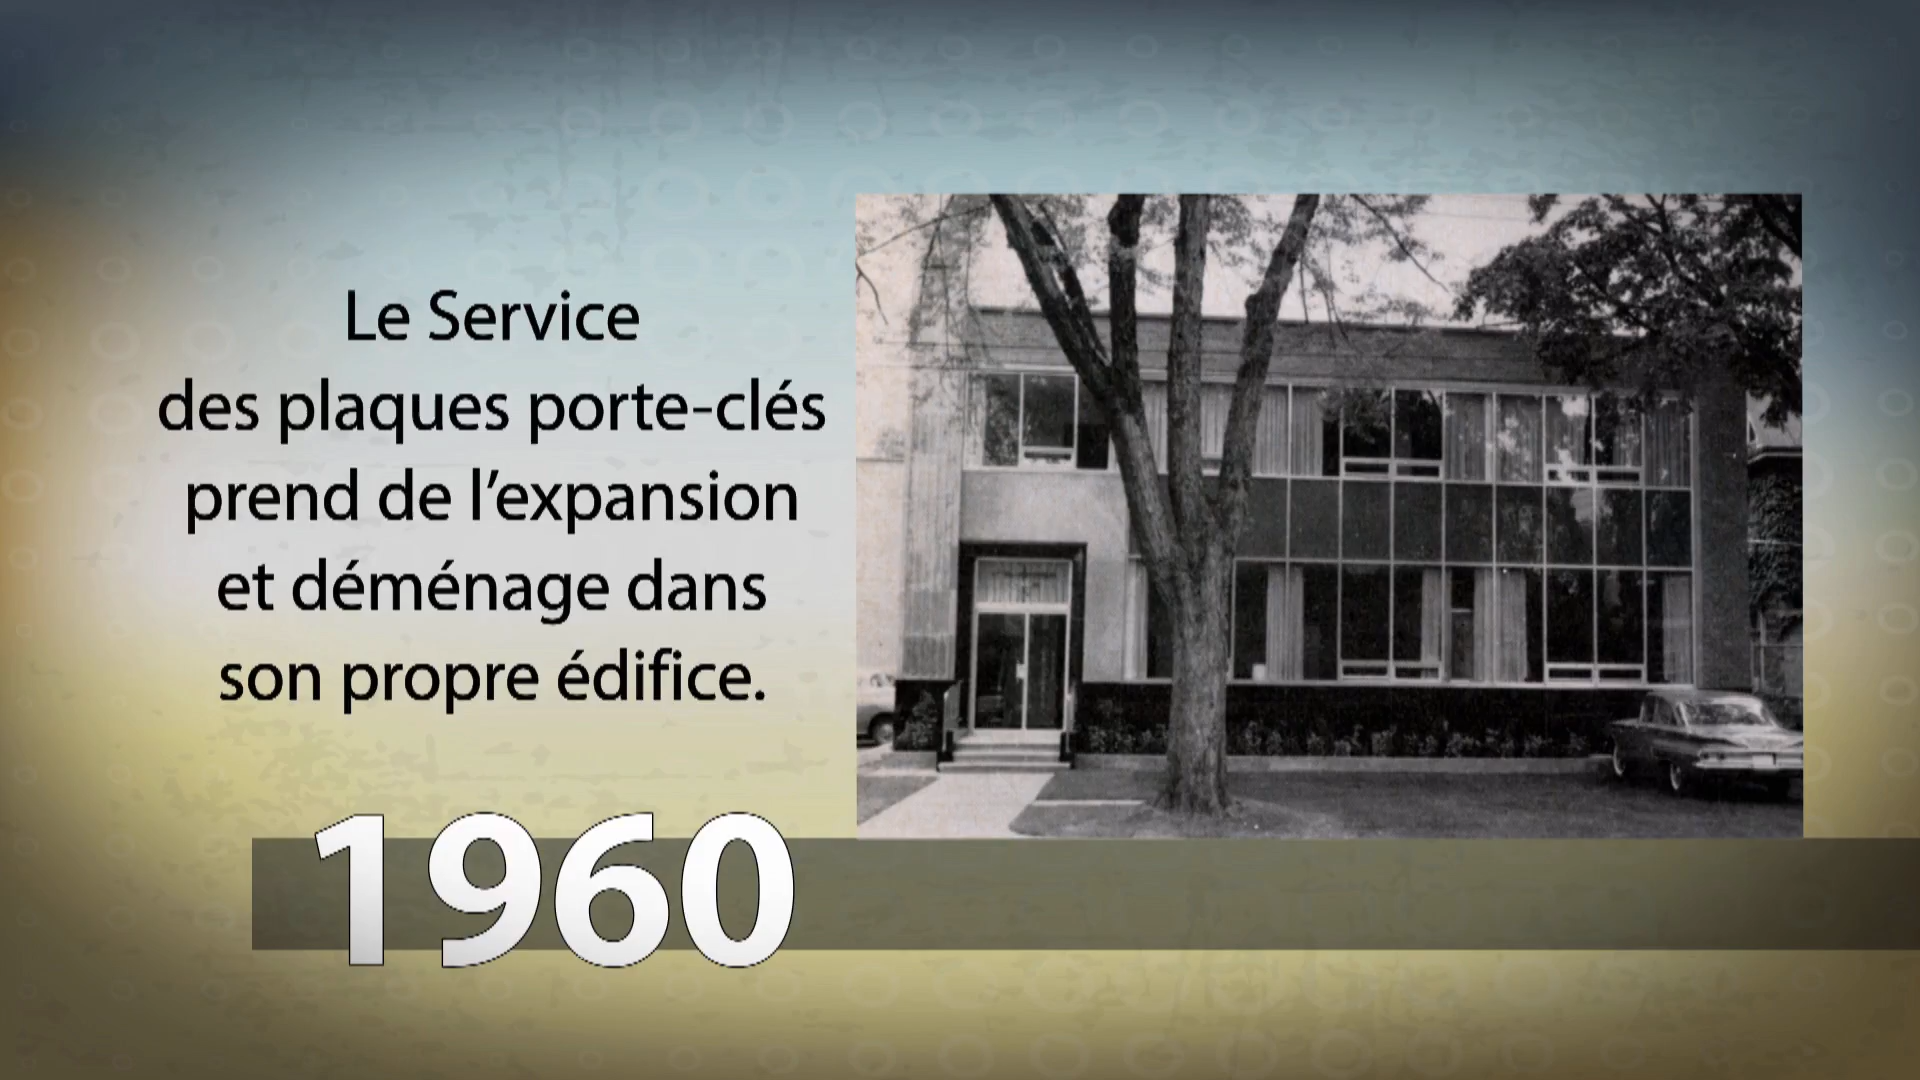 Le Service
des plaques porte-clés
prend de l’expansion
et déménage dans
son propre édifice.
1960